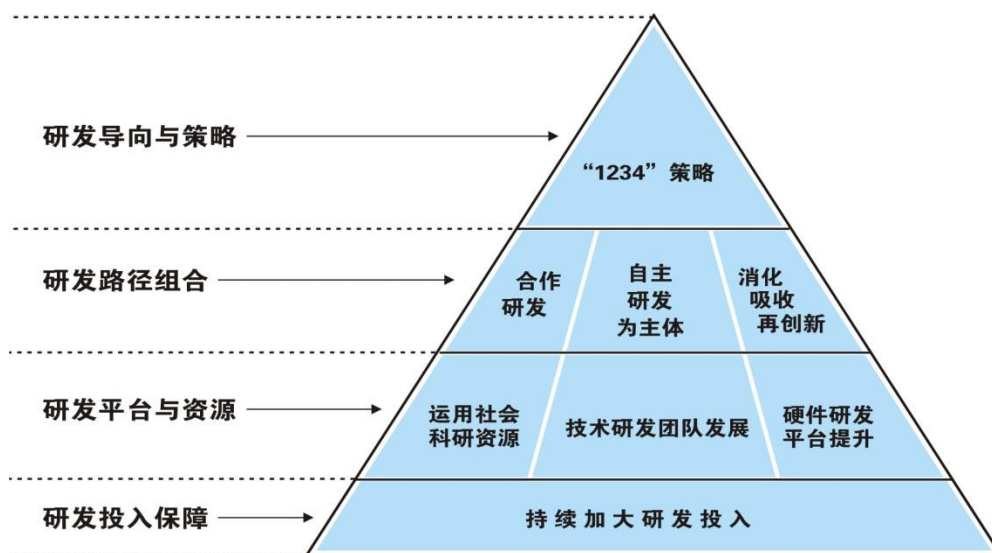 研发导向与策略
“1234”策略
研发路径组合
合作
研发
自主
研发
为主体
消化
吸收
再创新
研发平台与资源
运用社会
科研资源
技术研发团队发展
硬件研发
平台提升
研发投入保障
持续加大研发投入